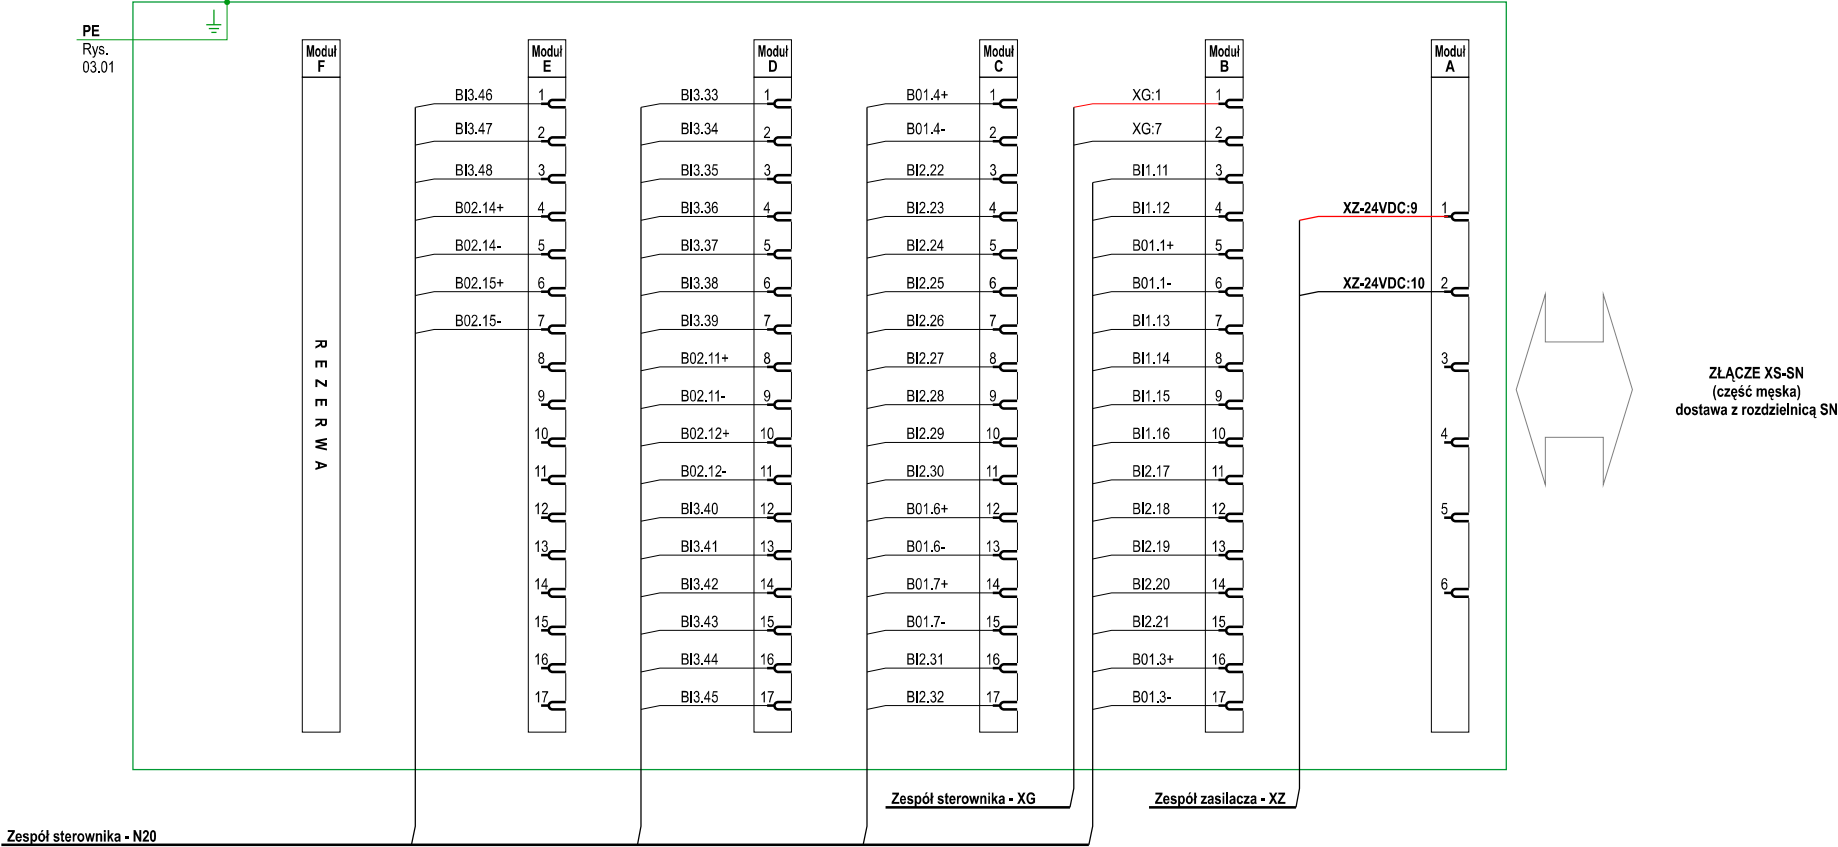 PE
Rys.
03.01
Moduł
F
R E Z E R W A
Moduł
E
BI3.46 1
BI3.47 2
BI3.48 3
B02.14+ 4
B02.14- 5
B02.15+ 6
B02.15- 7
8
9
10
11
12
13
14
15
16
17
Moduł
D
BI3.33 1
BI3.34 2
BI3.35 3
BI3.36 4
BI3.37 5
BI3.38 6
BI3.39 7
B02.11+ 8
B02.11- 9
B02.12+ 10
B02.12- 11
BI3.40 12
BI3.41 13
BI3.42 14
BI3.43 15
BI3.44 16
BI3.45 17
Moduł
C
B01.4+ 1
B01.4- 2
BI2.22 3
BI2.23 4
BI2.24 5
BI2.25 6
BI2.26 7
BI2.27 8
BI2.28 9
BI2.29 10
BI2.30 11
B01.6+ 12
B01.6- 13
B01.7+ 14
B01.7- 15
BI2.31 16
BI2.32 17
Moduł
B
XG:1 1
XG:7 2
BI1.11 3
BI1.12 4
B01.1+ 5
B01.1- 6
BI1.13 7
BI1.14 8
BI1.15 9
BI1.16 10
BI2.17 11
BI2.18 12
BI2.19 13
BI2.20 14
BI2.21 15
B01.3+ 16
B01.3- 17
Moduł
A
XZ-24VDC:9 1
XZ-24VDC:10 2
3
4
5
6
ZŁĄCZE XS-SN
(część męska)
dostawa z rozdzielnicą SN
Zespół sterownika - XG
Zespół zasilacza - XZ
Zespół sterownika - N20